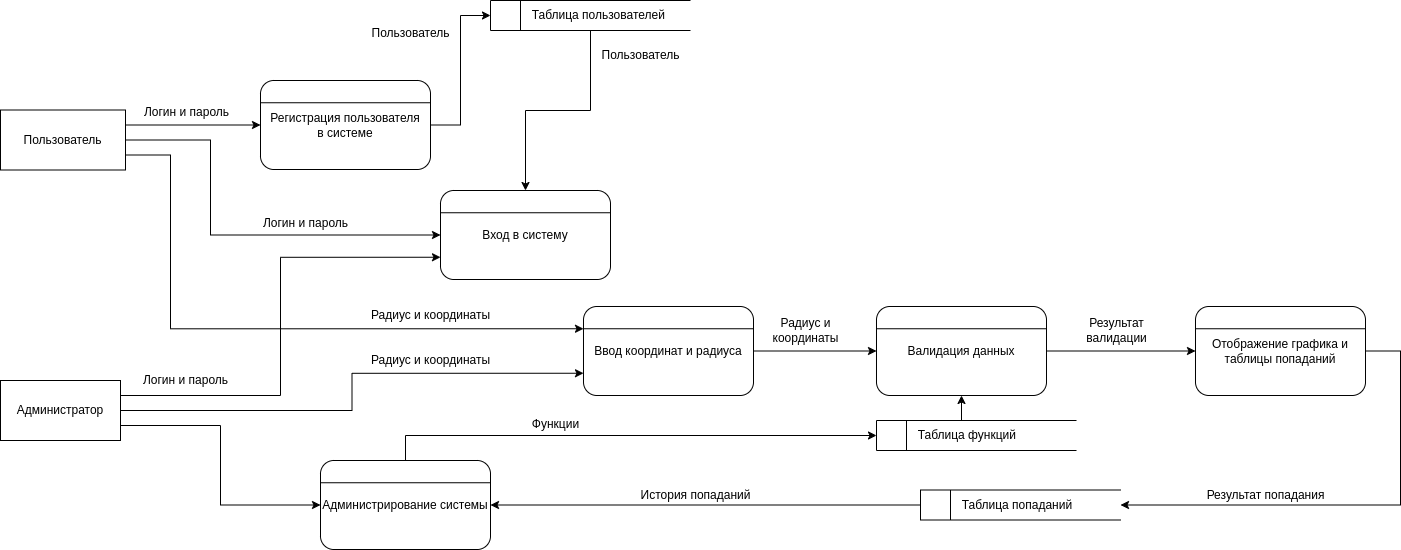 Таблица пользователей
Пользователь
Пользователь
Логин и пароль
Регистрация пользователя
в системе
Пользователь
Логин и пароль
Вход в систему
Радиус и координаты
Радиус и
координаты
Результат
валидации
Ввод координат и радиуса
Валидация данных
Отображение графика и
таблицы попаданий
Радиус и координаты
Логин и пароль
Администратор
Функции
Таблица функций
Администрирование системы
История попаданий
Таблица попаданий
Результат попадания